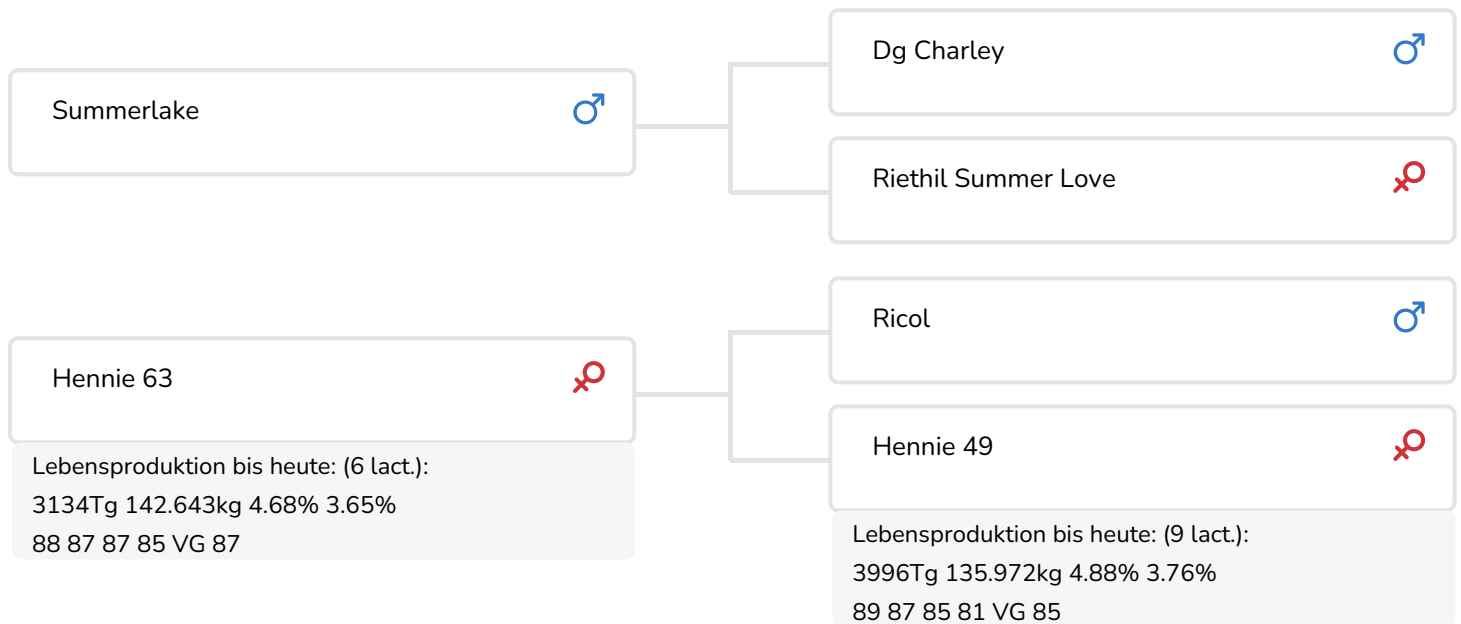 Dg Charley
Summerlake
Riethil Summer Love
Ricol
Hennie 63
Hennie 49
Lebensproduktion bis heute: (6 lact.):
3134Tg 142.643kg 4.68% 3.65%
88 87 87 85 VG 87
Lebensproduktion bis heute: (9 lact.):
3996Tg 135.972kg 4.88% 3.76%
89 87 85 81 VG 85